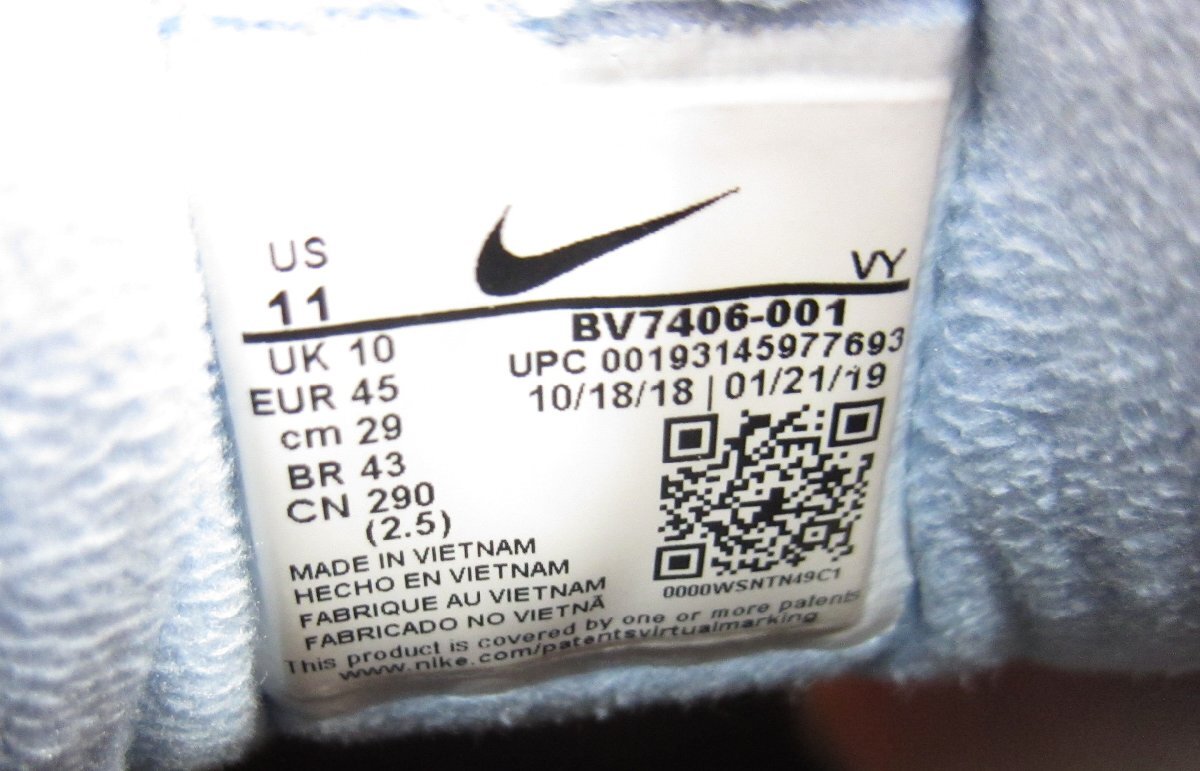 US
11
VY
BV7406-001
UPC 00193145977693
10/18/18 | 01/21/19
UK 10
EUR 45
cm 29
BR 43
CN 290
(2.5)
0000WSNTN49C1
MADE IN VIETNAM
HECHO EN VIETNAM
FABRIQUE AU VIETNAM
FABRICADO NO VIETNÃ
This product is covered by one or more patents
www.nike.com/patentsvirtualmarking